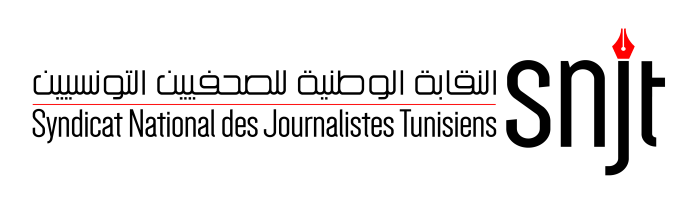 النقابة الوطنية للصحفيين التونسيين
Syndicat National des Journalistes Tunisiens
snjt